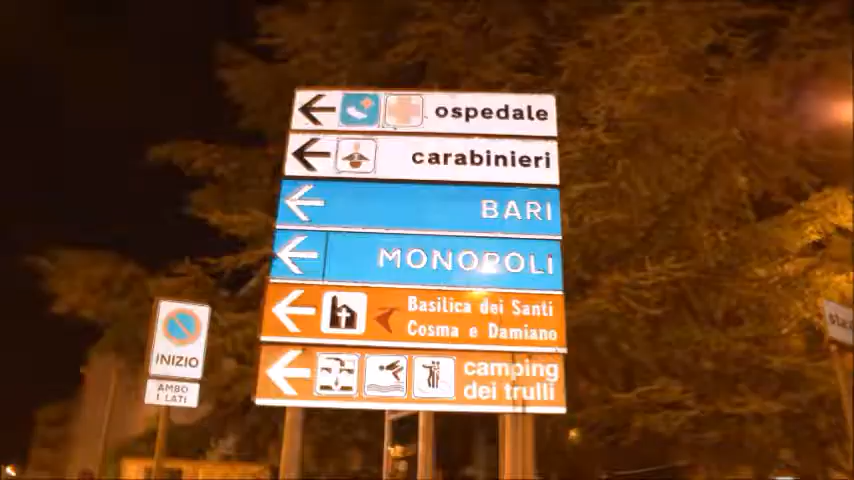 ospedale
carabinieri
BARI
MONOPOLI
Basilica dei Santi
Cosma e Damiano
camping
dei trulli
INIZIO
AMBO
I LATI